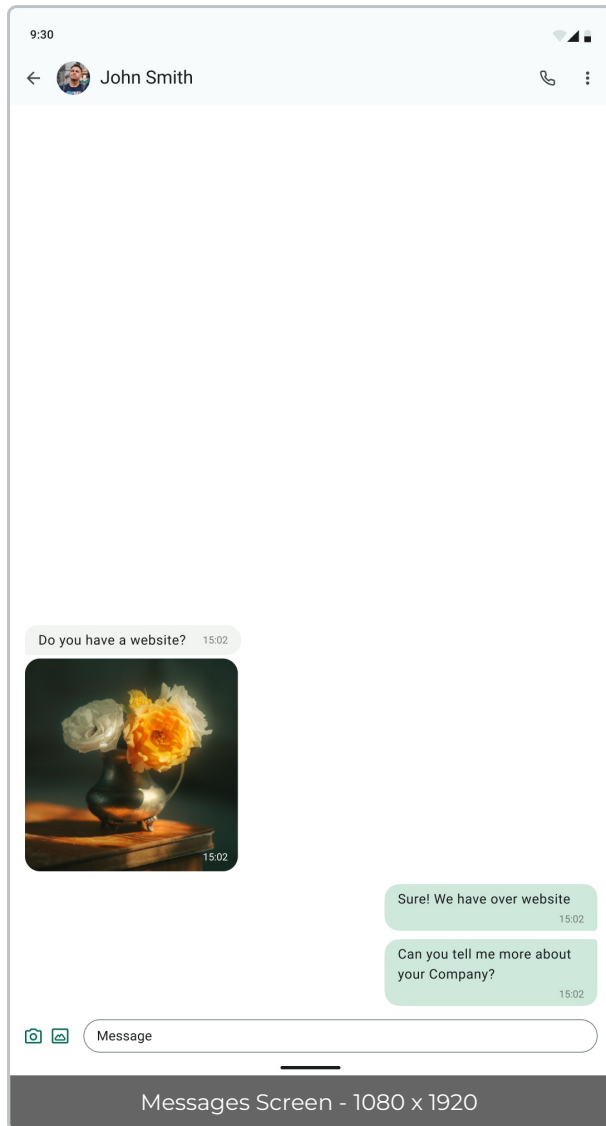 9:30
John Smith
Do you have a website? 15:02
15:02
Sure! We have over website
15:02
Can you tell me more about
your Company?
15:02
Message
Messages Screen - 1080 x 1920